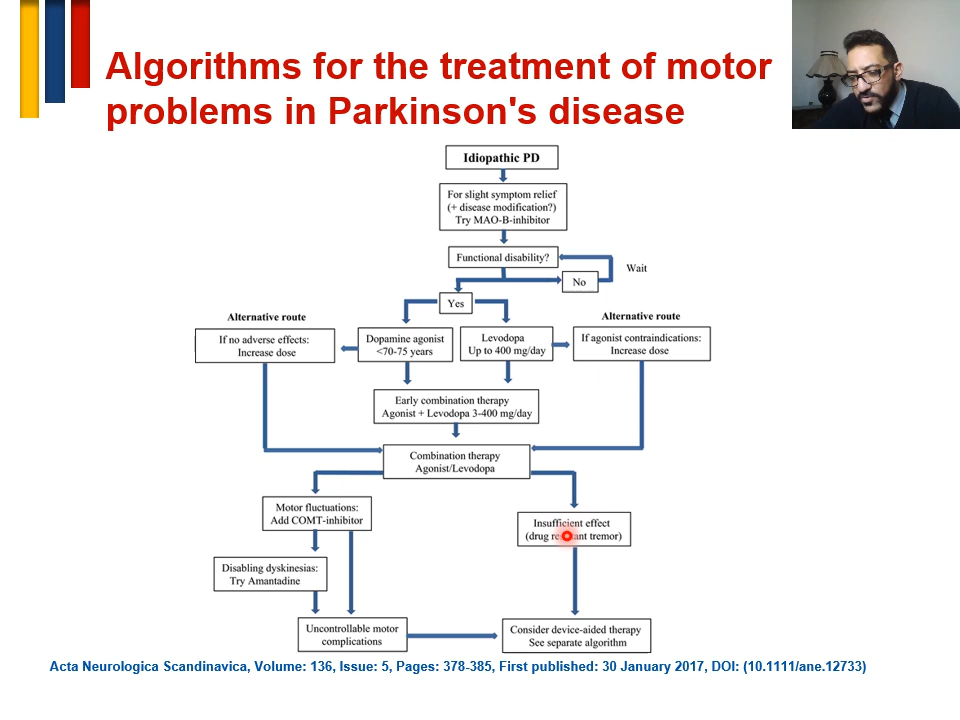 Algorithms for the treatment of motor
problems in Parkinson's disease
Idiopathic PD
For slight symptom relief
(+ disease modification?)
Try MAO-B-inhibitor
Functional disability?
Wait
No
Yes
Alternative route
Alternative route
If no adverse effects:
Increase dose
Dopamine agonist
<70-75 years
Levodopa
Up to 400 mg/day
If agonist contraindications:
Increase dose
Early combination therapy
Agonist + Levodopa 3-400 mg/day
Combination therapy
Agonist/Levodopa
Motor fluctuations:
Add COMT-inhibitor
Insufficient effect
(drug resistant tremor)
Disabling dyskinesias:
Try Amantadine
Uncontrollable motor
complications
Consider device-aided therapy
See separate algorithm
Acta Neurologica Scandinavica, Volume: 136, Issue: 5, Pages: 378-385, First published: 30 January 2017, DOI: (10.1111/ane.12733)